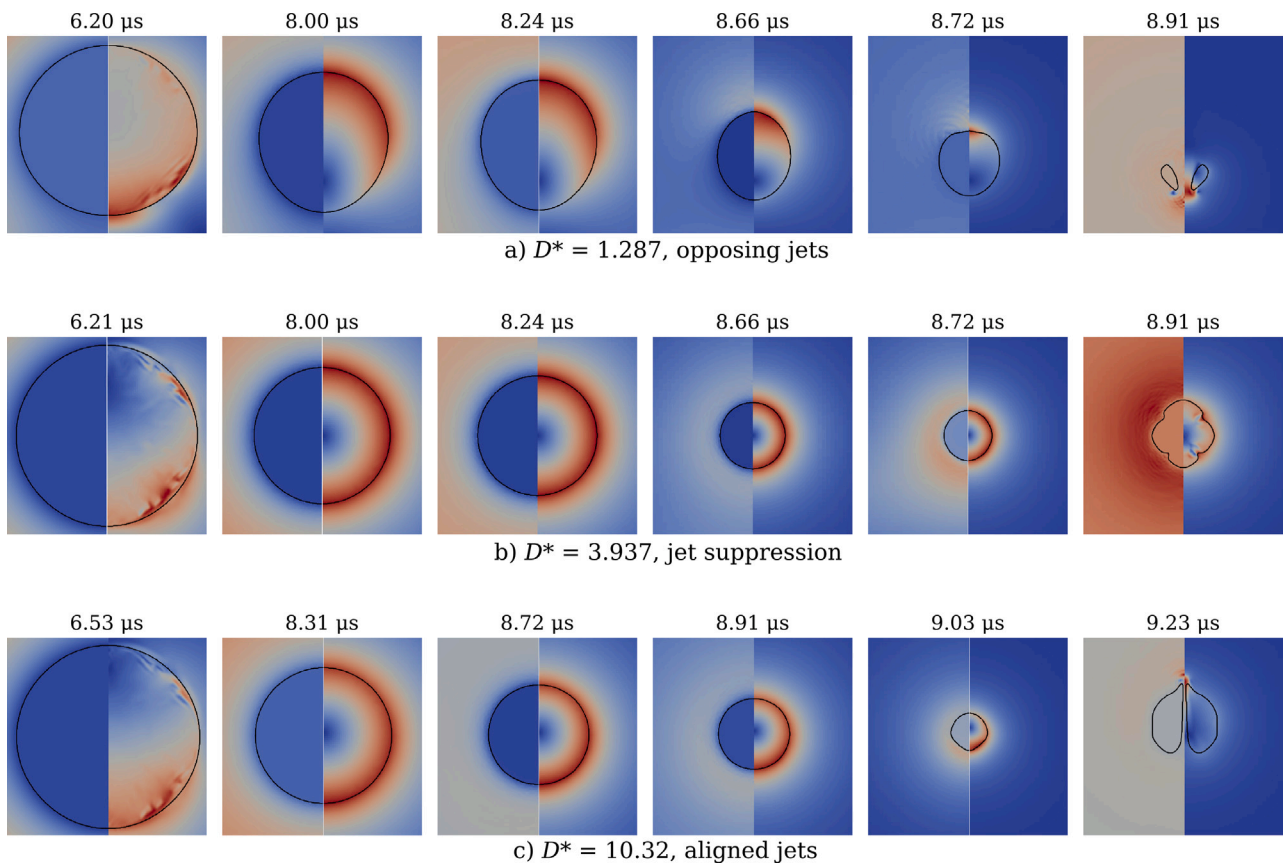 6.20 μs 8.00 μs 8.24 μs 8.66 μs 8.72 μs 8.91 μs
a) D* = 1.287, opposing jets
6.21 μs 8.00 μs 8.24 μs 8.66 μs 8.72 μs 8.91 μs
b) D* = 3.937, jet suppression
6.53 μs 8.31 μs 8.72 μs 8.91 μs 9.03 μs 9.23 μs
c) D* = 10.32, aligned jets